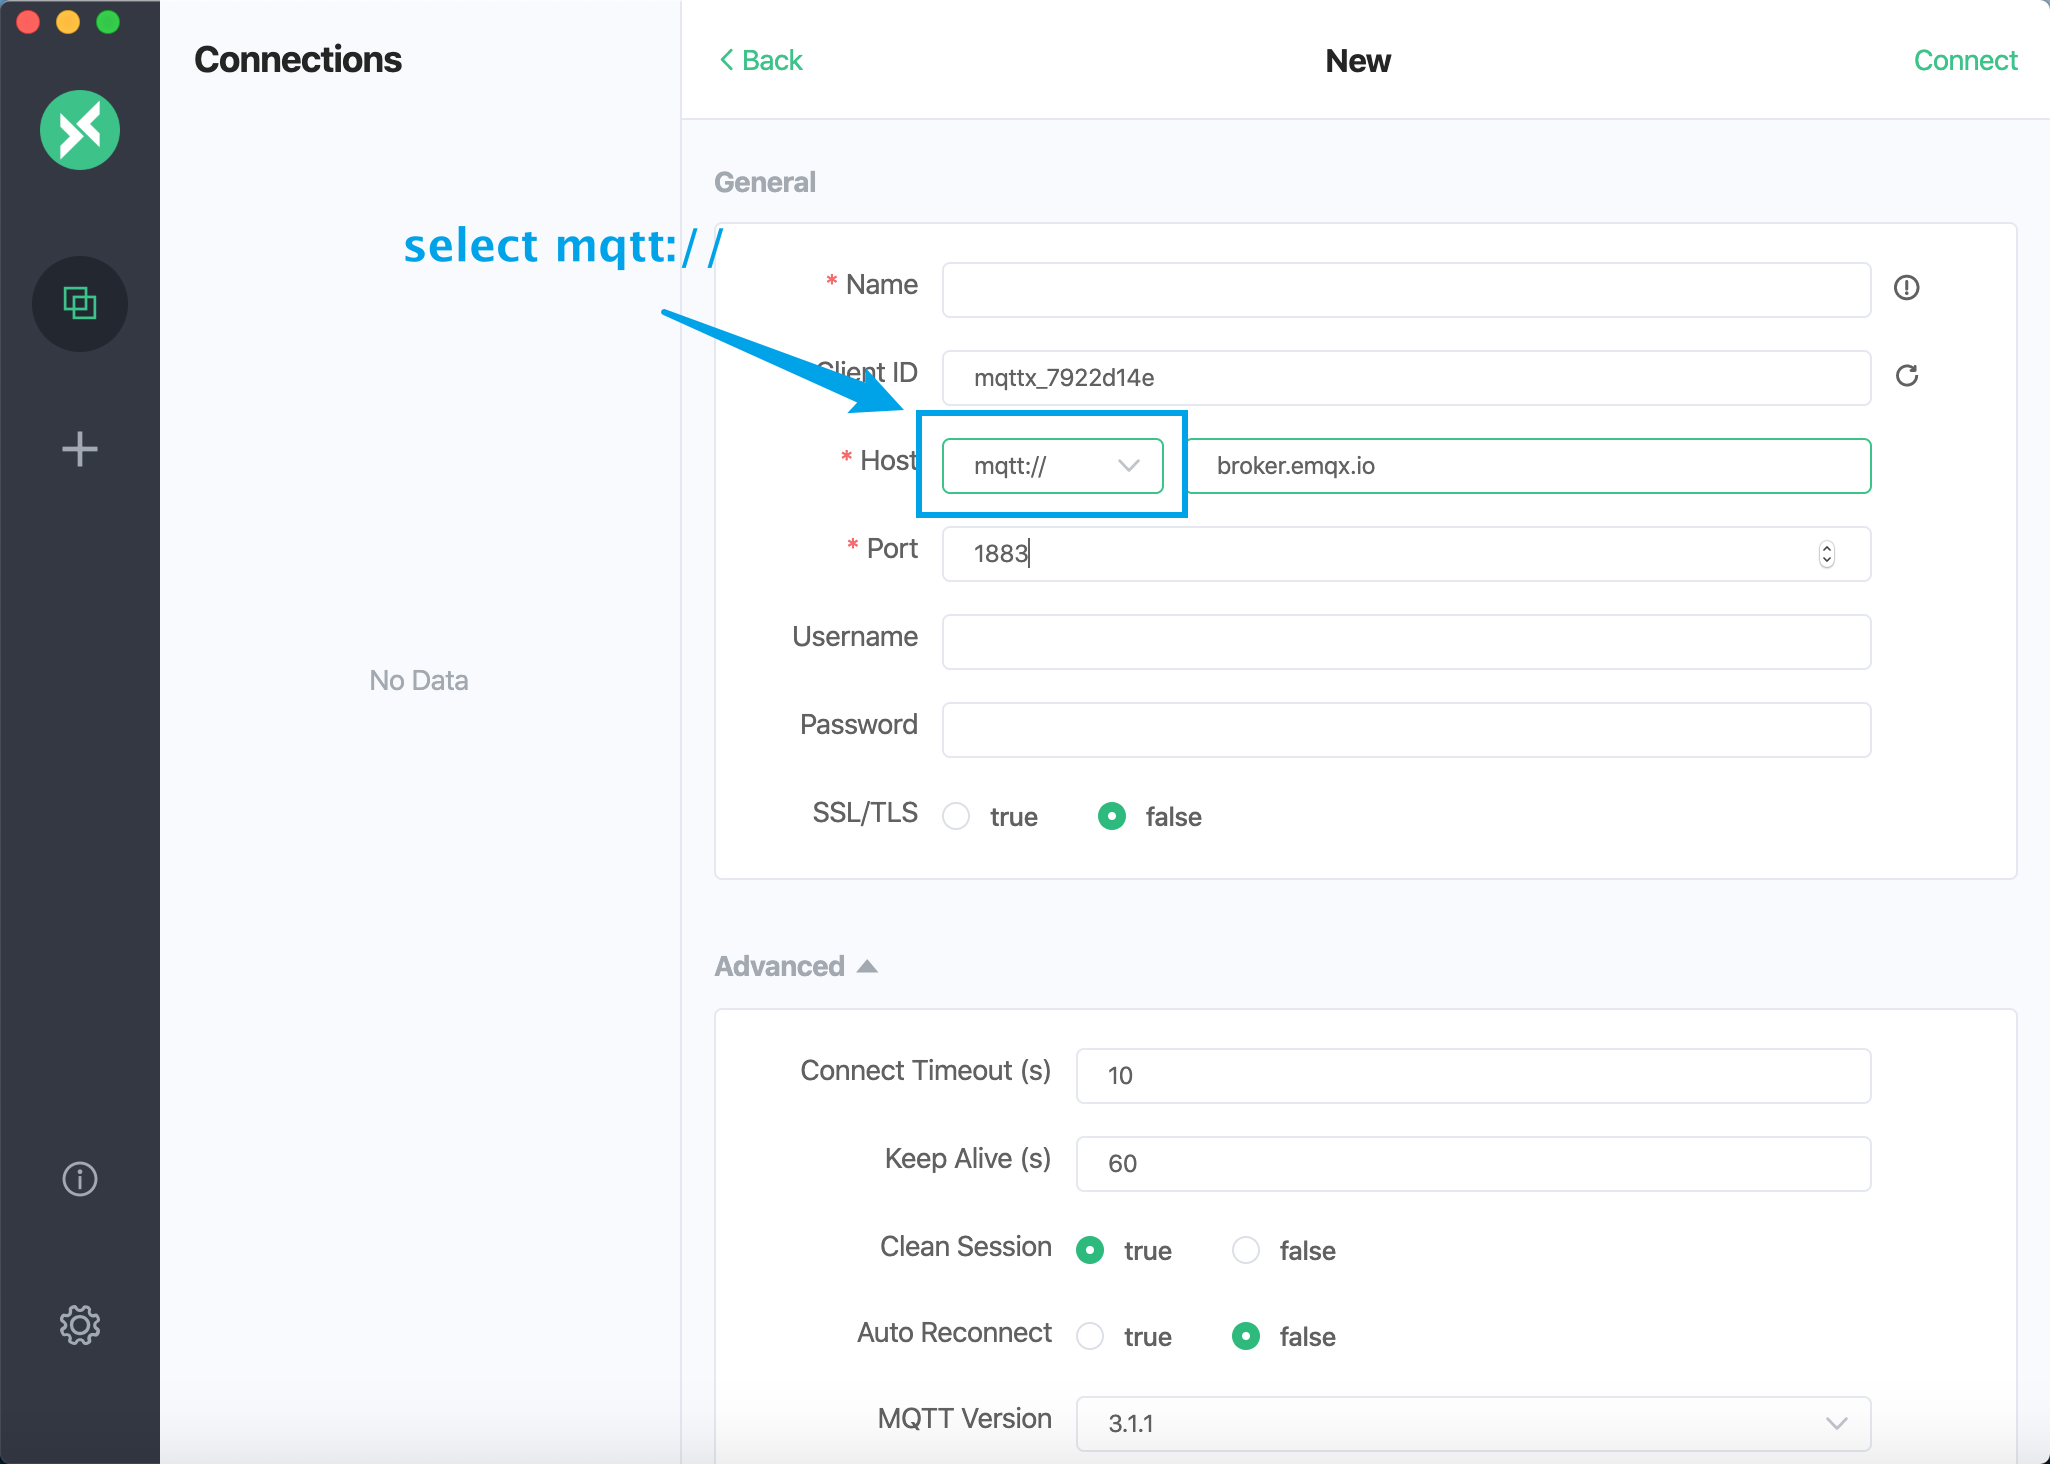 Connections
Back
New
Connect
General
select mqtt://
* Name
Client ID
mqttx_7922d14e
* Host
mqtt://
broker.emqx.io
* Port
1883
Username
No Data
Password
SSL/TLS
true
false
Advanced
Connect Timeout (s)
10
Keep Alive (s)
60
Clean Session
true
false
Auto Reconnect
true
false
MQTT Version
3.1.1